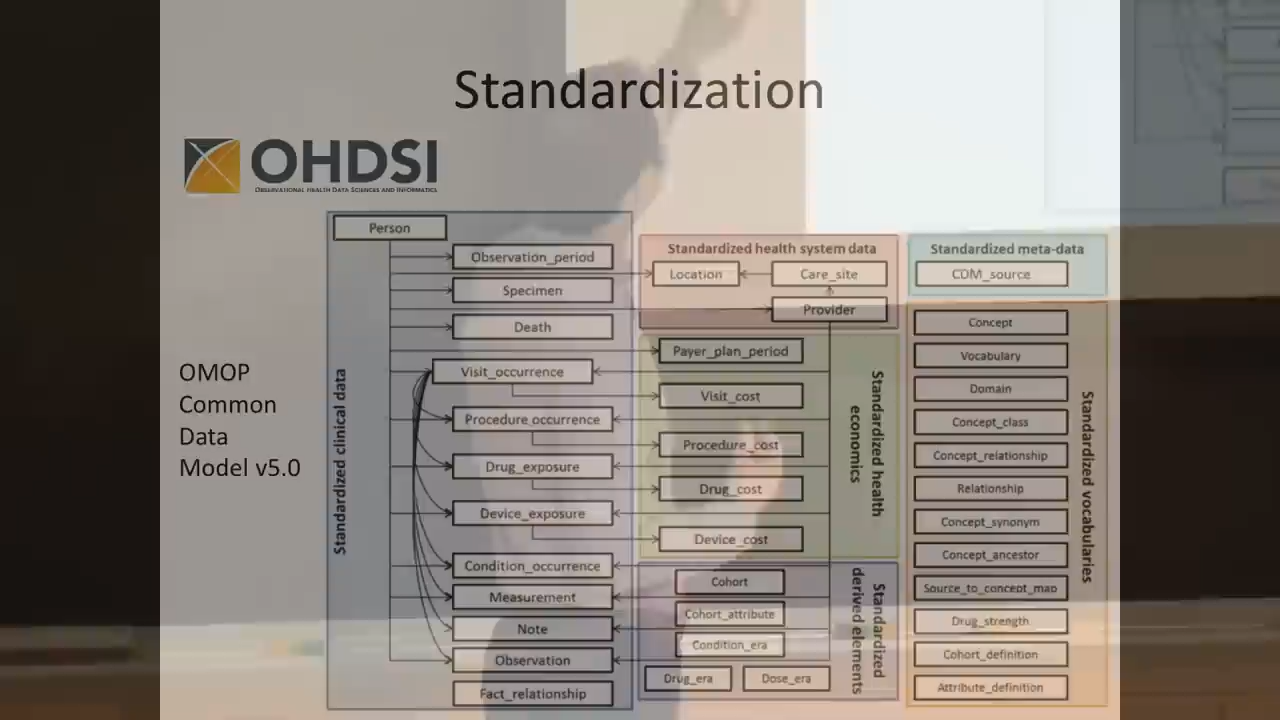 Standardization
OHDSI
OBSERVATIONAL HEALTH DATA SCIENCES AND INFORMATICS
OMOP
Common
Data
Model v5.0
Standardized clinical data
Person
Observation_period
Specimen
Death
Visit_occurrence
Procedure_occurrence
Drug_exposure
Device_exposure
Condition_occurrence
Measurement
Note
Observation
Fact_relationship
Standardized health system data
Location
Care_site
Provider
Payer_plan_period
Visit_cost
Procedure_cost
Drug_cost
Device_cost
Standardized health
economics
Cohort
Cohort_attribute
Condition_era
Drug_era
Dose_era
Standardized
derived elements
Standardized meta-data
CDM_source
Concept
Vocabulary
Domain
Concept_class
Concept_relationship
Relationship
Concept_synonym
Concept_ancestor
Source_to_concept_map
Drug_strength
Cohort_definition
Attribute_definition
Standardized vocabularies